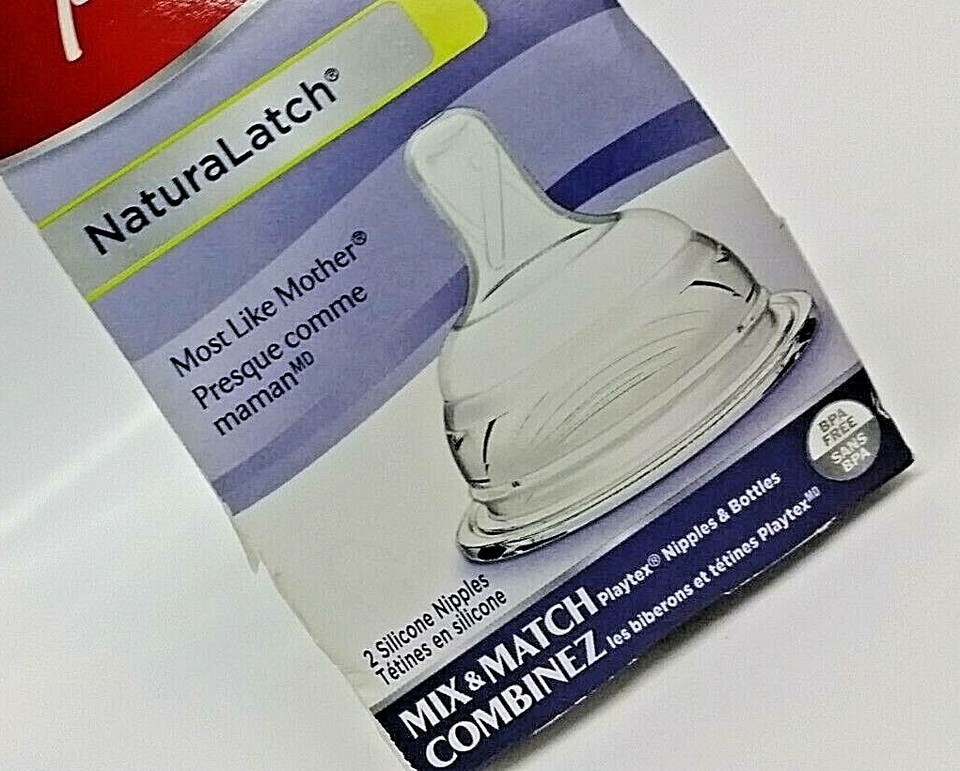 NaturaLatch®
Most Like Mother®
Presque comme
mamanMD
2 Silicone Nipples
Tétines en silicone
MIX & MATCH Playtex® Nipples & Bottles
COMBINEZ les biberons et tétines PlaytexMD
BPA
FREE
SANS
BPA